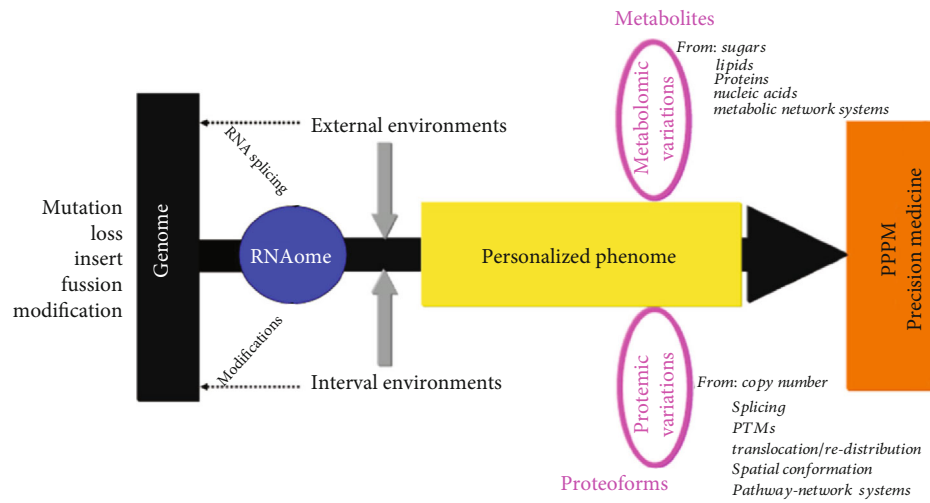 Metabolites
From: sugars
lipids
Proteins
nucleic acids
metabolic network systems
Metabolomic
variations
External environments
RNA splicing
Mutation
loss
insert
fussion
modification
Genome
RNAome
Personalized phenome
PPPM
Precision medicine
Modifications
Interval environments
Protemic
variations
From: copy number
Splicing
PTMs
translocation/re-distribution
Spatial conformation
Pathway-network systems
Proteoforms